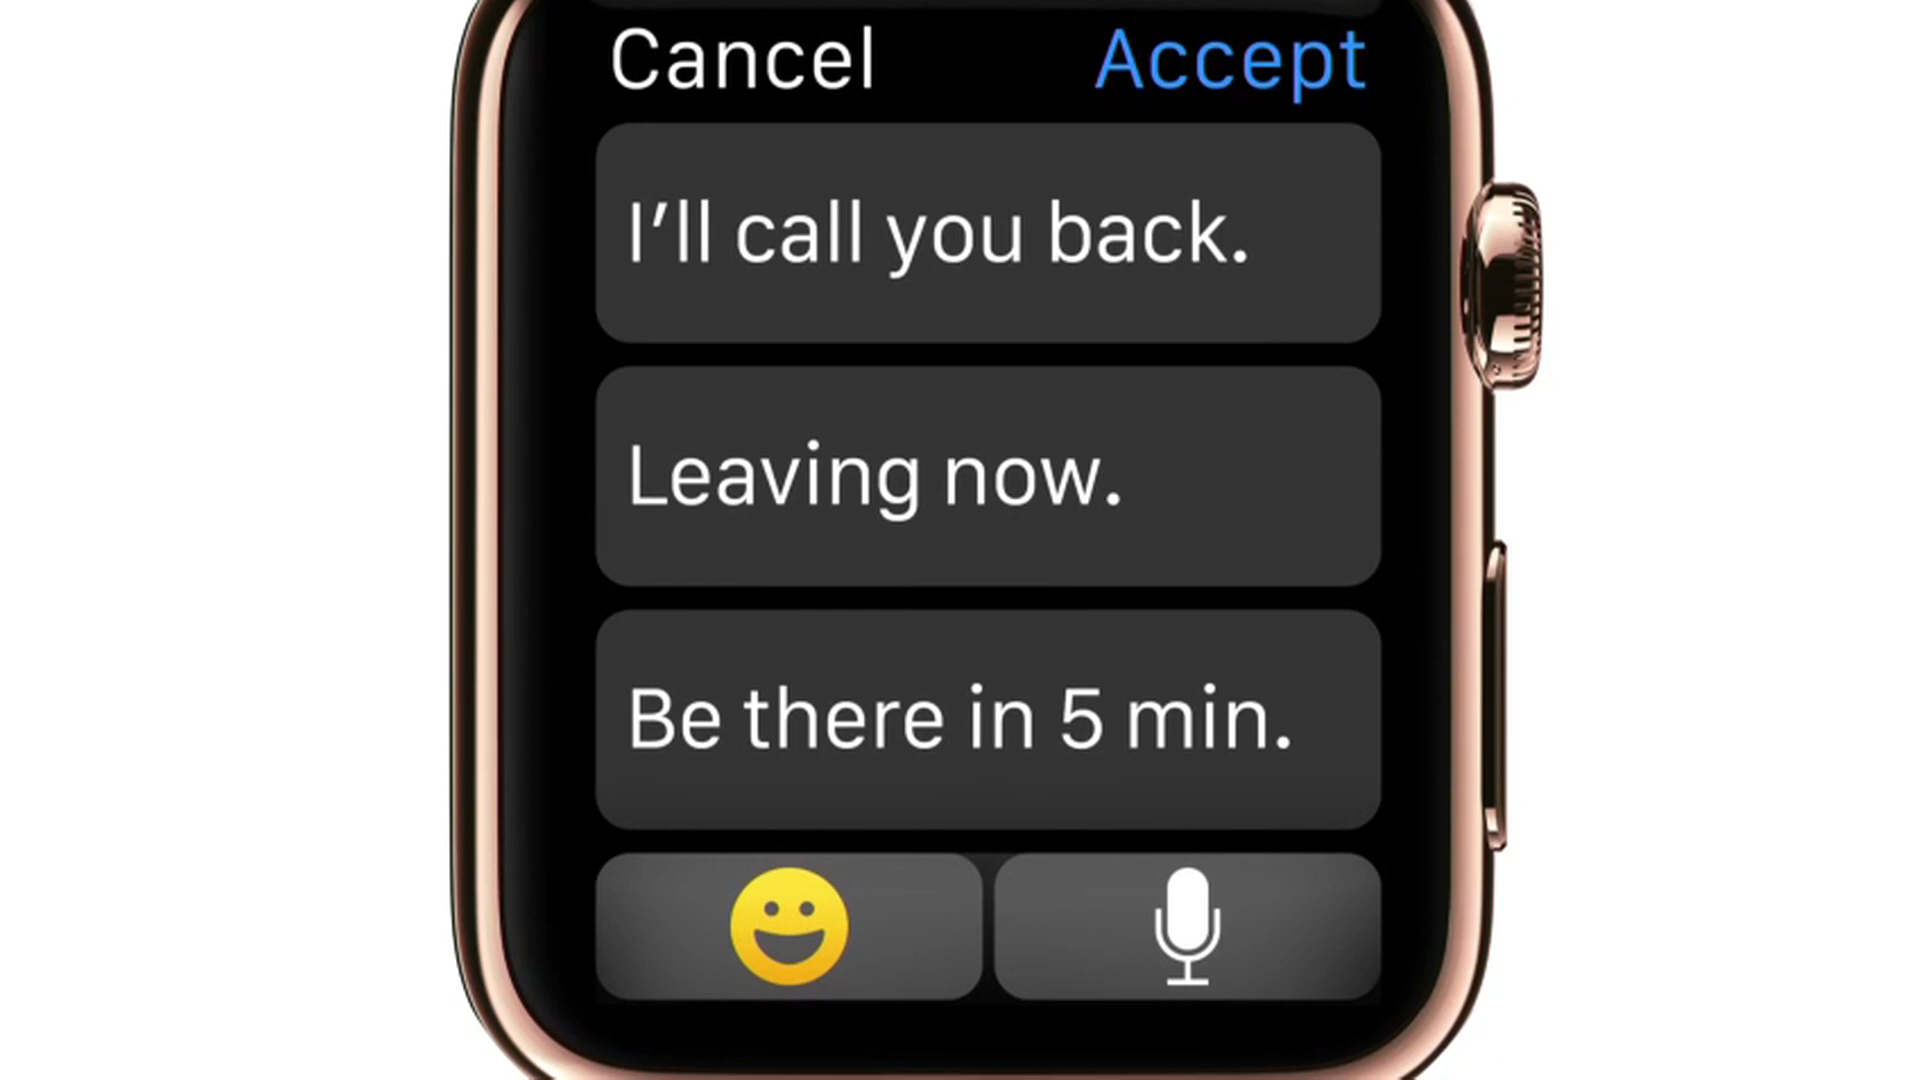 Cancel Accept
I’ll call you back.
Leaving now.
Be there in 5 min.